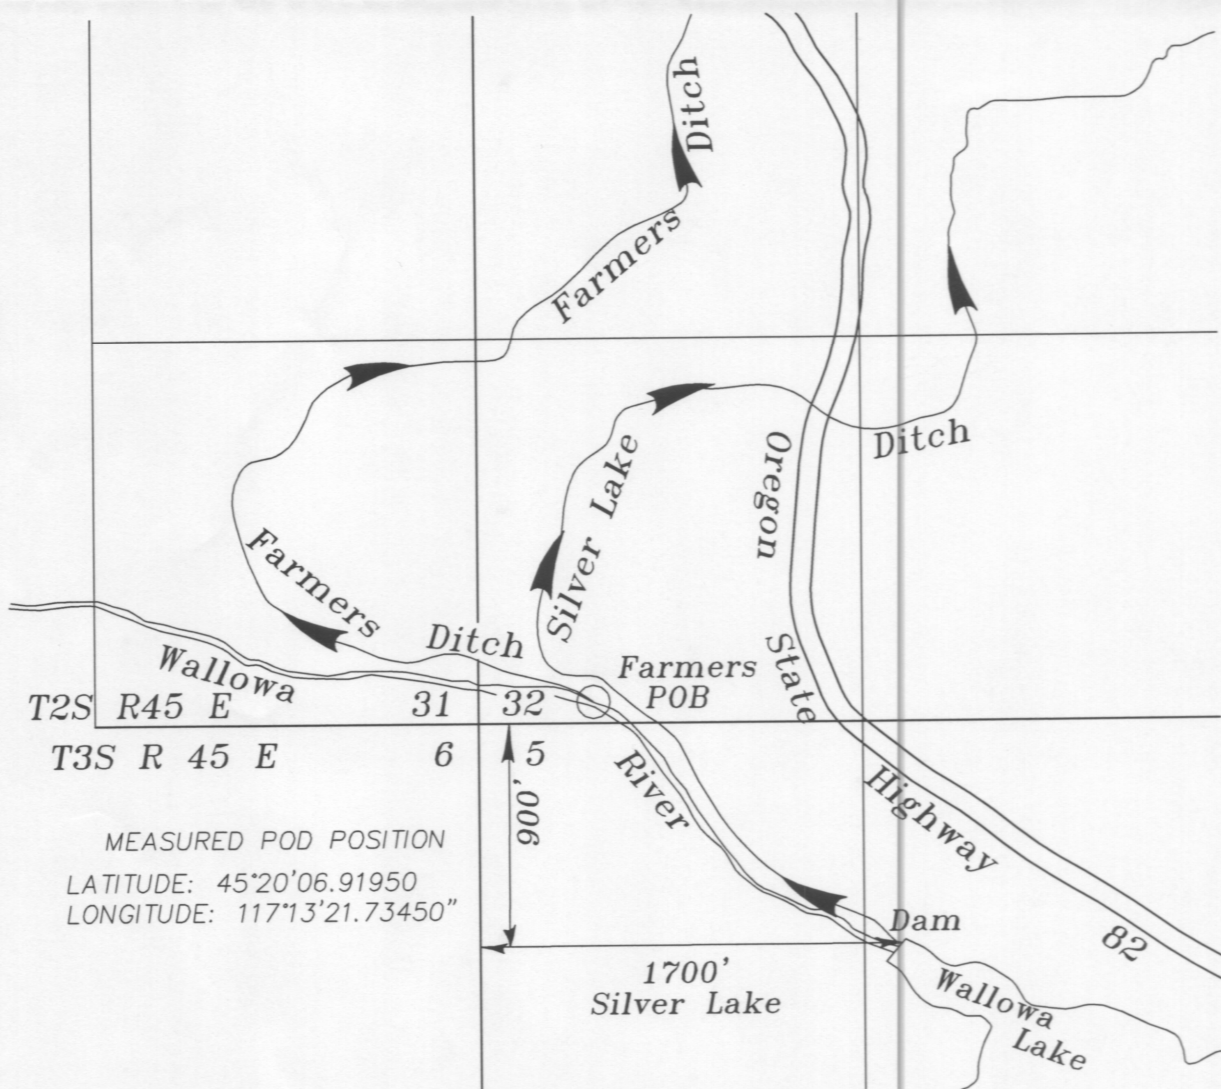 Ditch
Farmers
Ditch
Silver Lake
Oregon
Farmers
Ditch
Wallowa
Farmers
POB
State
T2S R45 E
31
32
T3S R 45 E
6
5
900'
River
Highway
MEASURED POD POSITION
LATITUDE: 45°20'06.91950
LONGITUDE: 117°13'21.73450"
Dam
82
1700'
Silver Lake
Wallowa
Lake